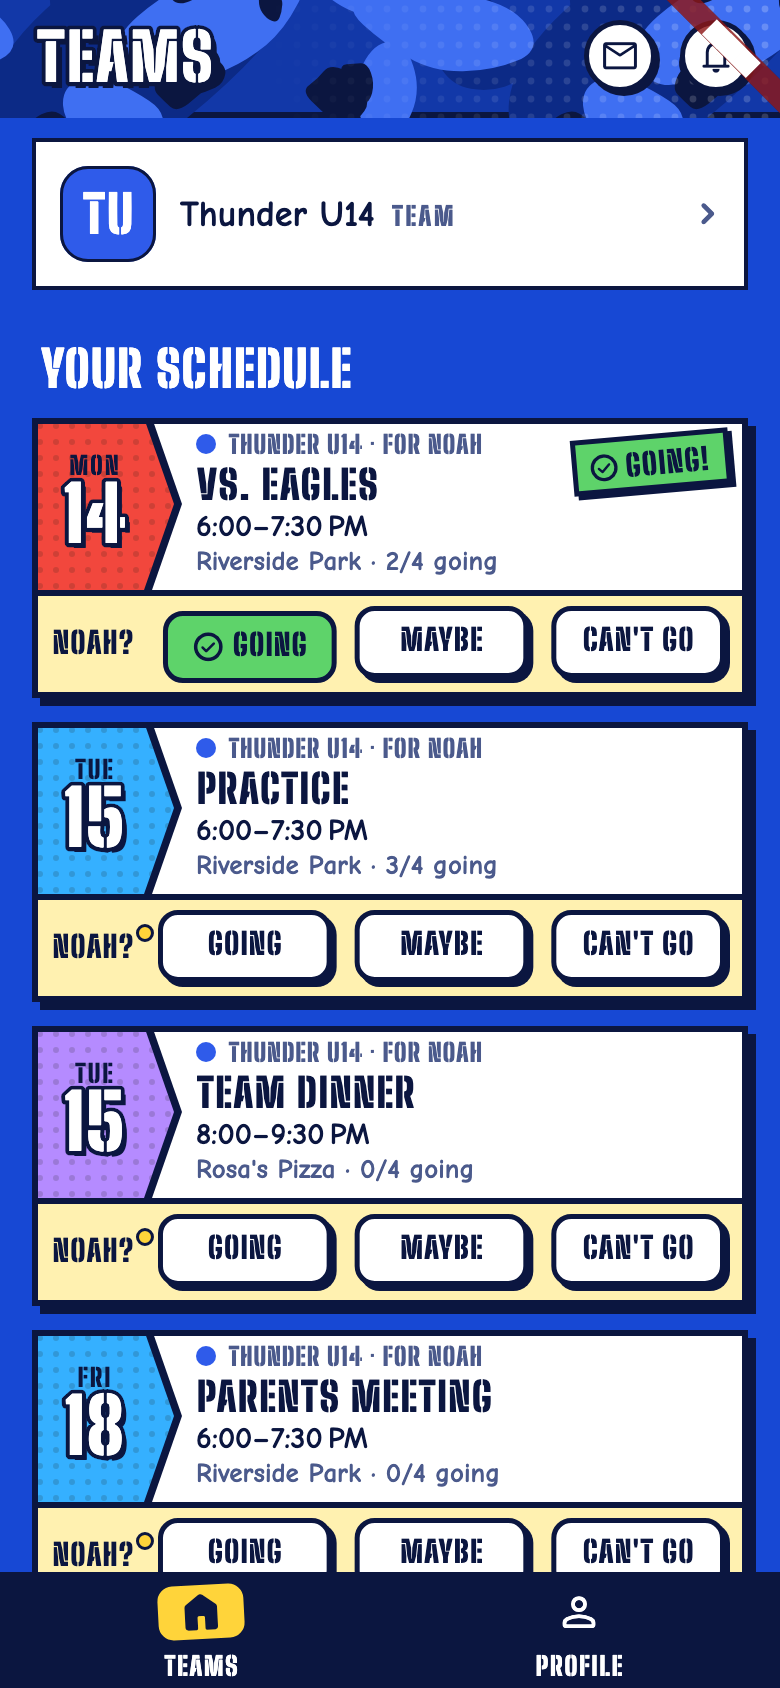 TEAMS
TU
Thunder U14 TEAM
YOUR SCHEDULE
MON
14
THUNDER U14 · FOR NOAH
GOING!
VS. EAGLES
6:00–7:30 PM
Riverside Park · 2/4 going
NOAH? GOING MAYBE CAN'T GO
TUE
15
THUNDER U14 · FOR NOAH
PRACTICE
6:00–7:30 PM
Riverside Park · 3/4 going
NOAH? GOING MAYBE CAN'T GO
TUE
15
THUNDER U14 · FOR NOAH
TEAM DINNER
8:00–9:30 PM
Rosa's Pizza · 0/4 going
NOAH? GOING MAYBE CAN'T GO
FRI
18
THUNDER U14 · FOR NOAH
PARENTS MEETING
6:00–7:30 PM
Riverside Park · 0/4 going
NOAH? GOING MAYBE CAN'T GO
TEAMS PROFILE